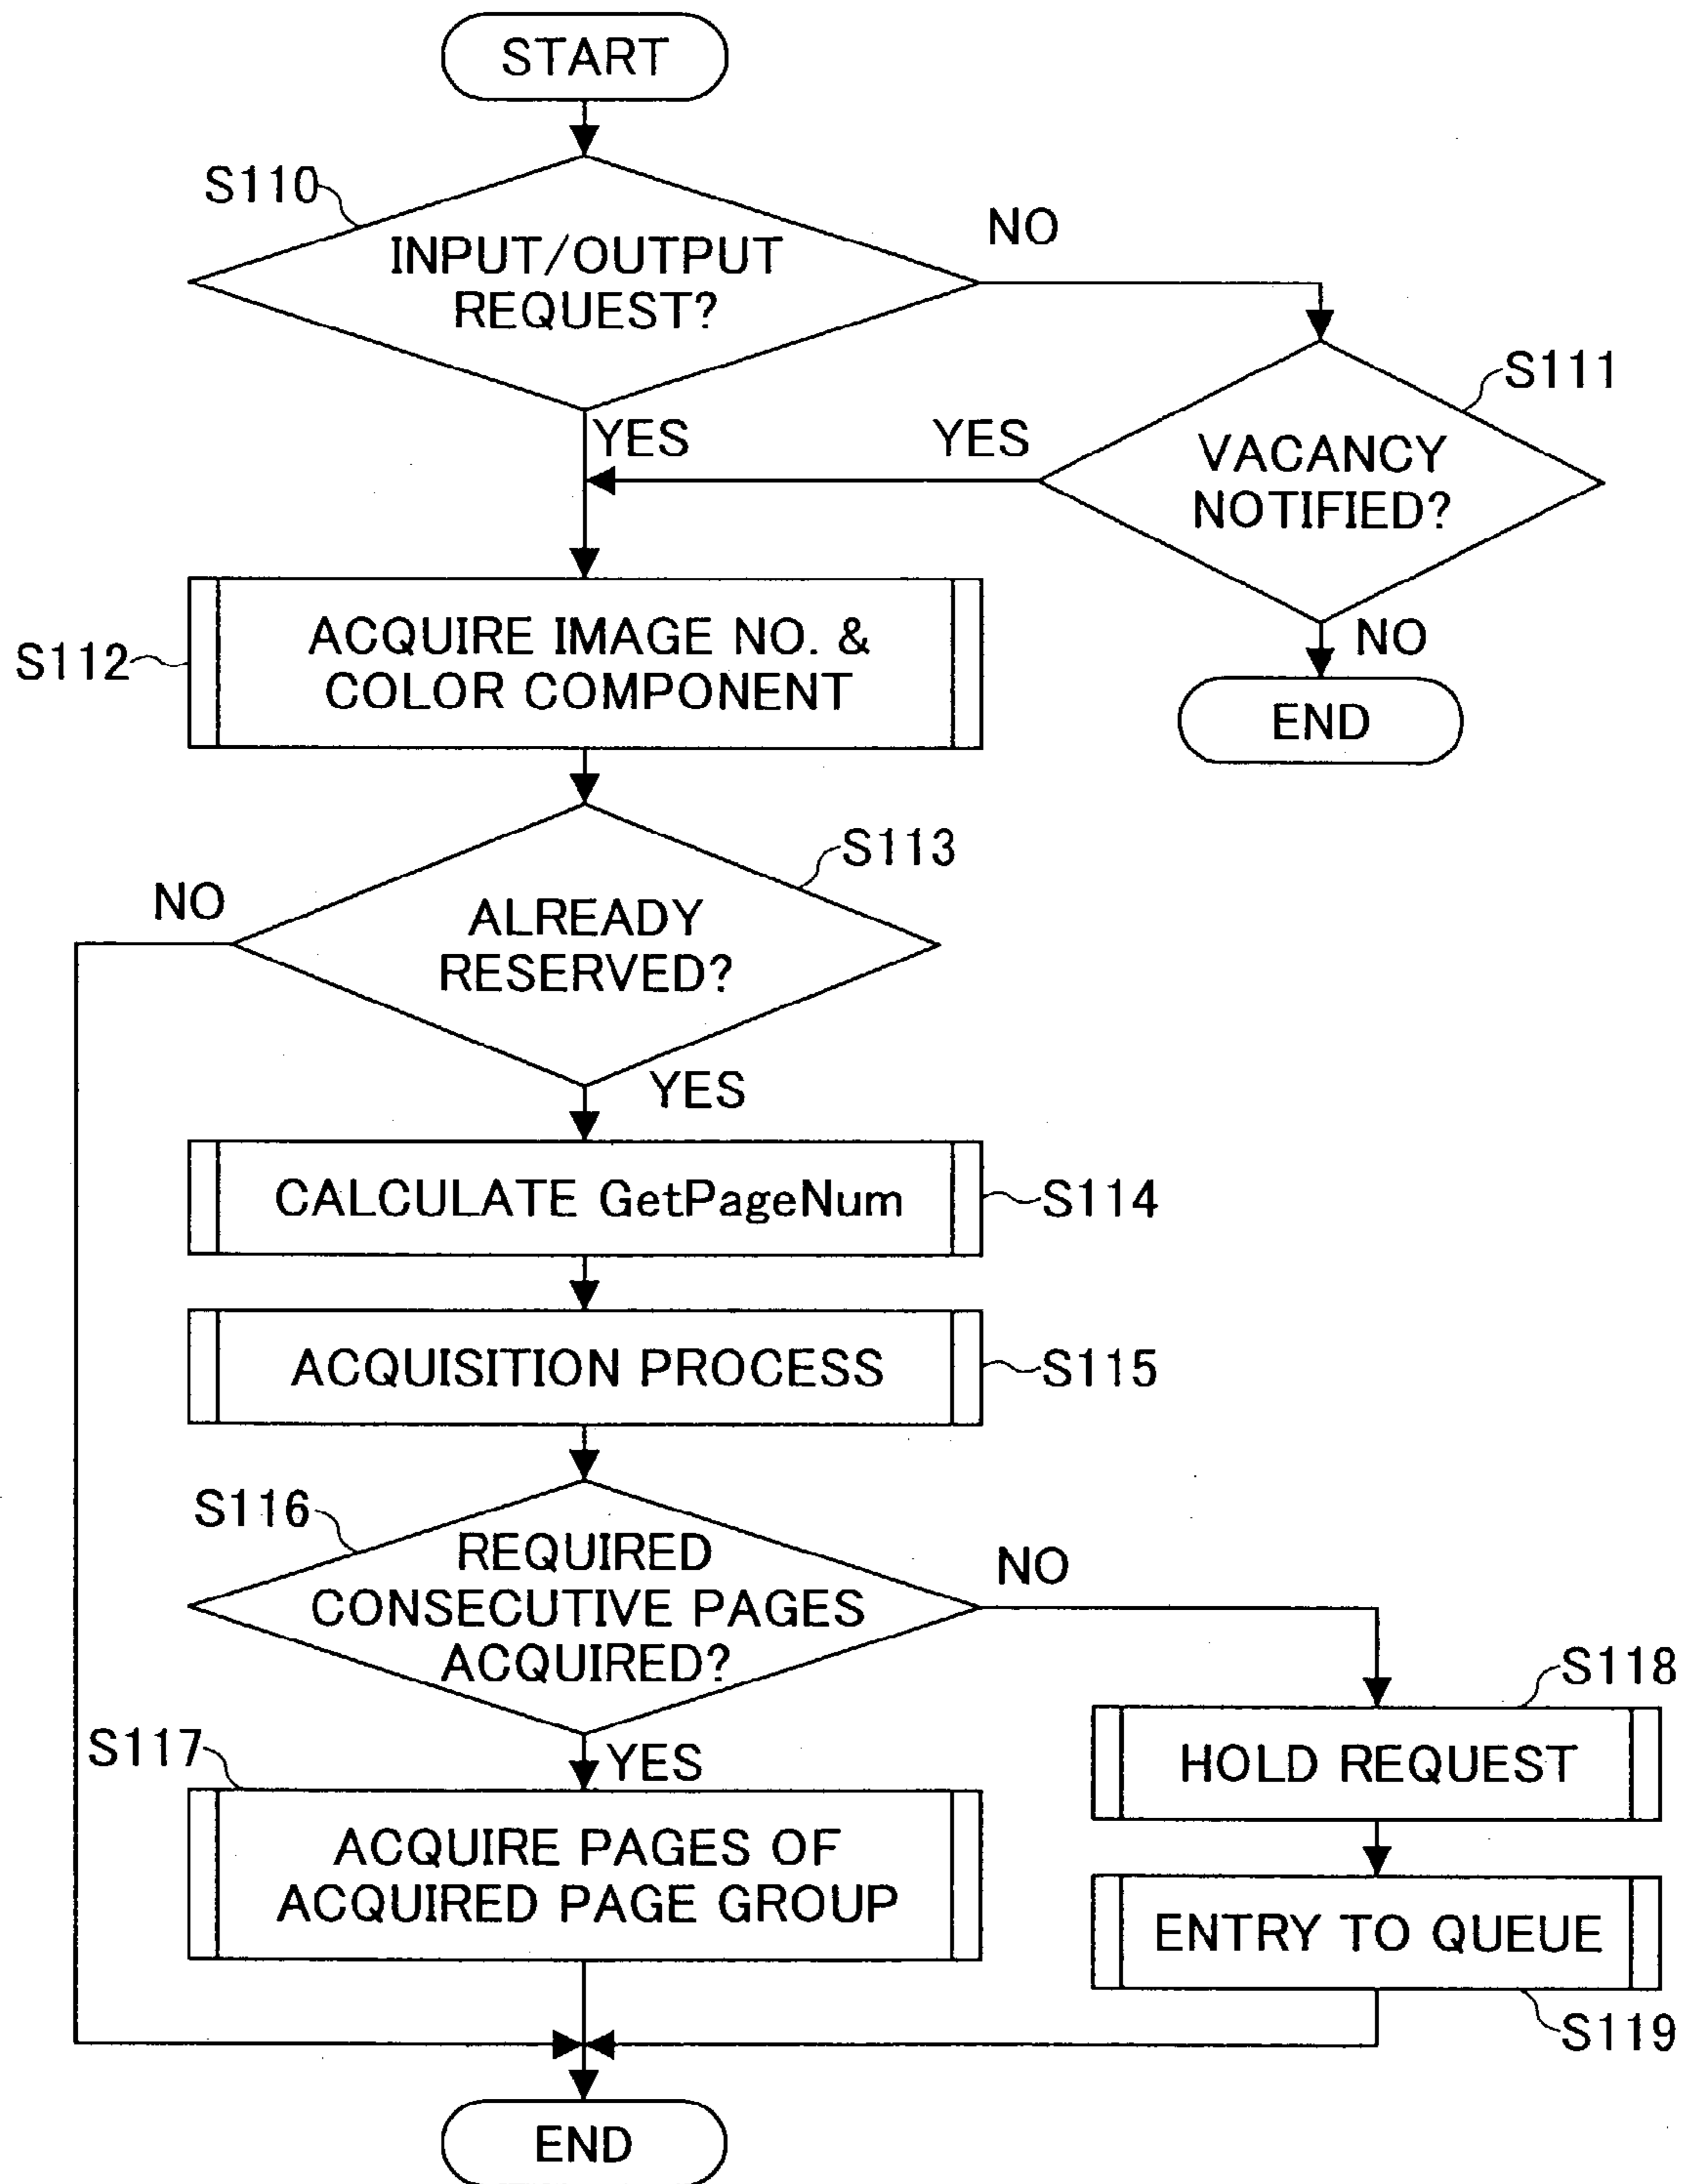 START
S110
INPUT/OUTPUT
REQUEST?
NO
S111
VACANCY
NOTIFIED?
YES
YES
NO
END
S112
ACQUIRE IMAGE NO. &
COLOR COMPONENT
S113
ALREADY
RESERVED?
NO
YES
CALCULATE GetPageNum
S114
ACQUISITION PROCESS
S115
S116
REQUIRED
CONSECUTIVE PAGES
ACQUIRED?
NO
YES
S117
ACQUIRE PAGES OF
ACQUIRED PAGE GROUP
S118
HOLD REQUEST
ENTRY TO QUEUE
S119
END